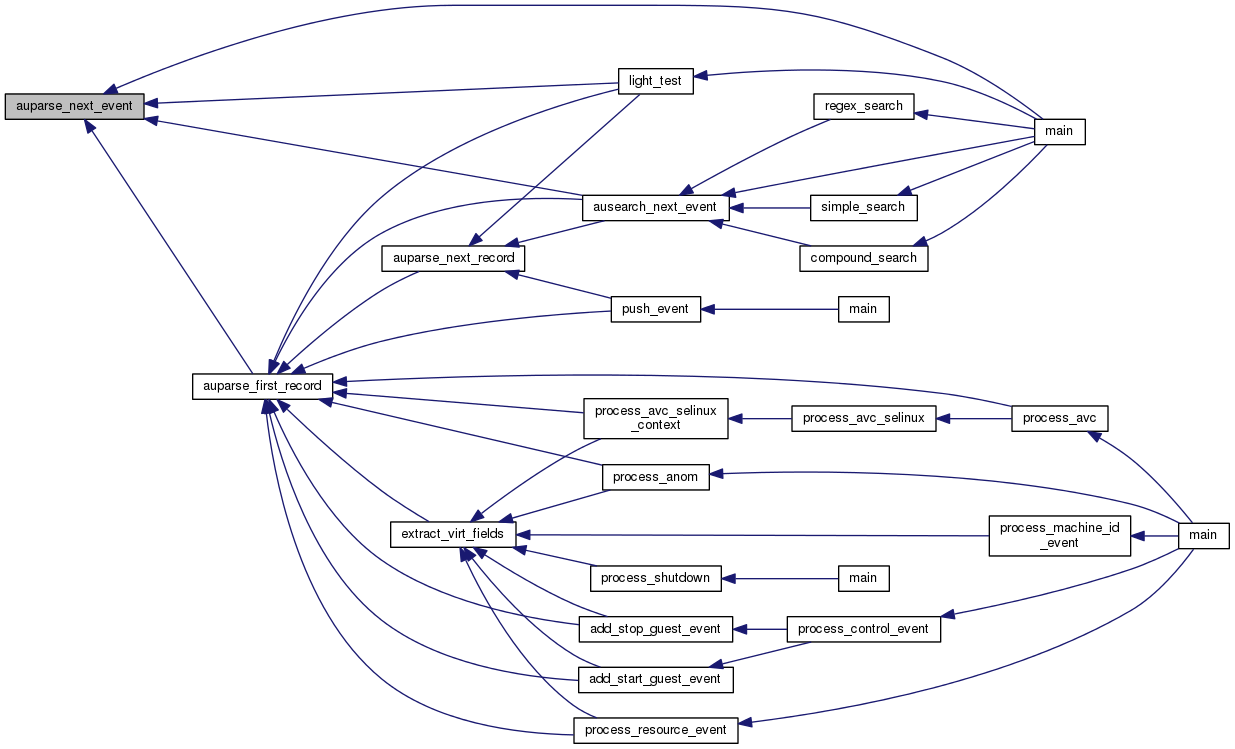 auparse_next_event
light_test
regex_search
main
ausearch_next_event
simple_search
auparse_next_record
compound_search
push_event
main
auparse_first_record
process_avc_selinux
_context
process_avc_selinux
process_avc
process_anom
extract_virt_fields
process_machine_id
_event
main
process_shutdown
main
add_stop_guest_event
process_control_event
add_start_guest_event
process_resource_event